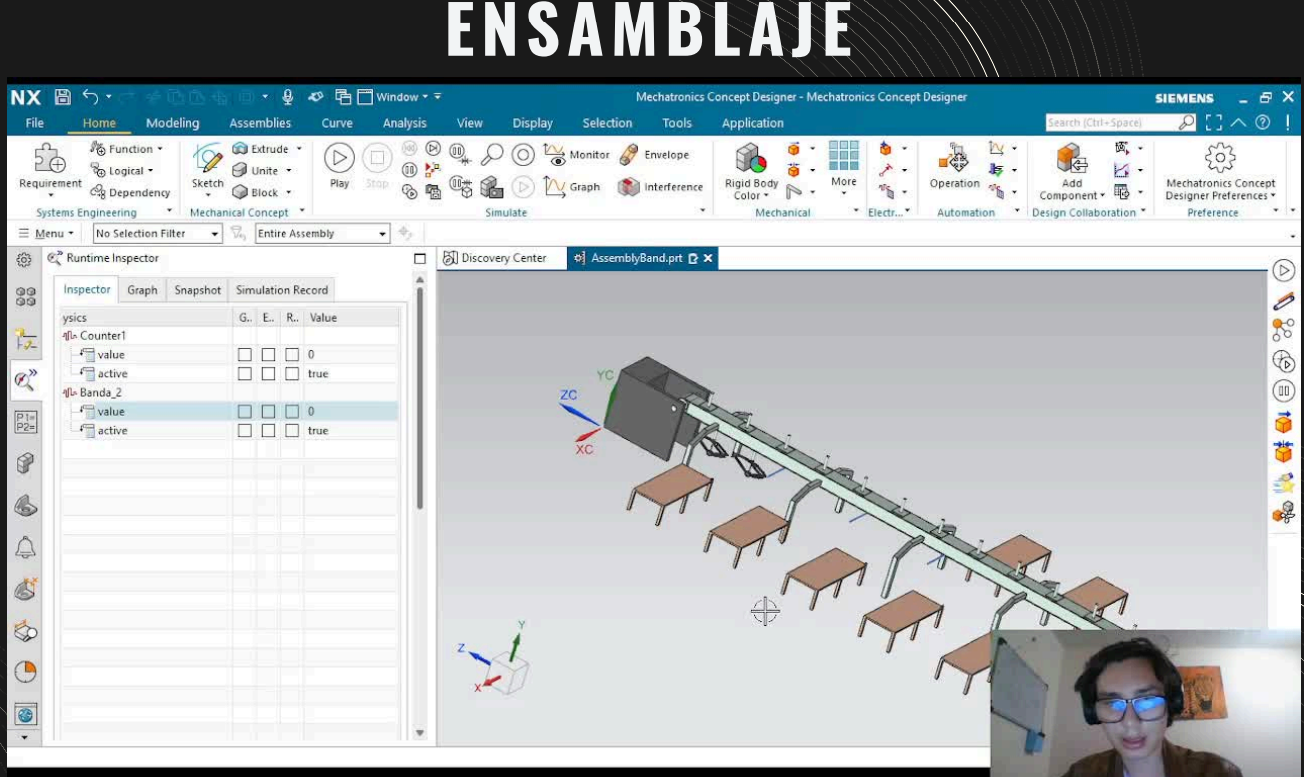 ENSAMBLAJE
NX Window Mechatronics Concept Designer - Mechatronics Concept Designer SIEMENS
File Home Modeling Assemblies Curve Analysis View Display Selection Tools Application Search (Ctrl+Space)
Function Extrude Monitor Envelope
Logical Unite
Requirement Sketch Play Stop Rigid Body Color More Operation Add Component Mechatronics Concept Designer Preferences
Dependency Block Graph Interference
Systems Engineering Mechanical Concept Simulate Mechanical Electr... Automation Design Collaboration Preference
Menu No Selection Filter Entire Assembly
Runtime Inspector Discovery Center AssemblyBand.prt
Inspector Graph Snapshot Simulation Record
ysics G.. E.. R.. Value
Counter1
value 0
active true
Banda_2
value 0
active true
P1=
P2=
YC
ZC
XC
Y
Z
X